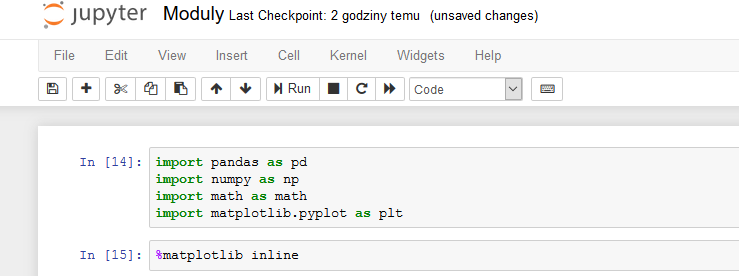 jupyter Moduly Last Checkpoint: 2 godziny temu (unsaved changes)
File Edit View Insert Cell Kernel Widgets Help
Run Code
In [14]: import pandas as pd
import numpy as np
import math as math
import matplotlib.pyplot as plt
In [15]: %matplotlib inline